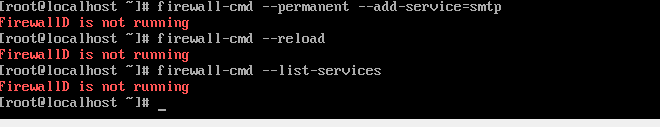 [root@localhost ~]# firewall-cmd --permanent --add-service=smtp
FirewallD is not running
[root@localhost ~]# firewall-cmd --reload
FirewallD is not running
[root@localhost ~]# firewall-cmd --list-services
FirewallD is not running
[root@localhost ~]# _